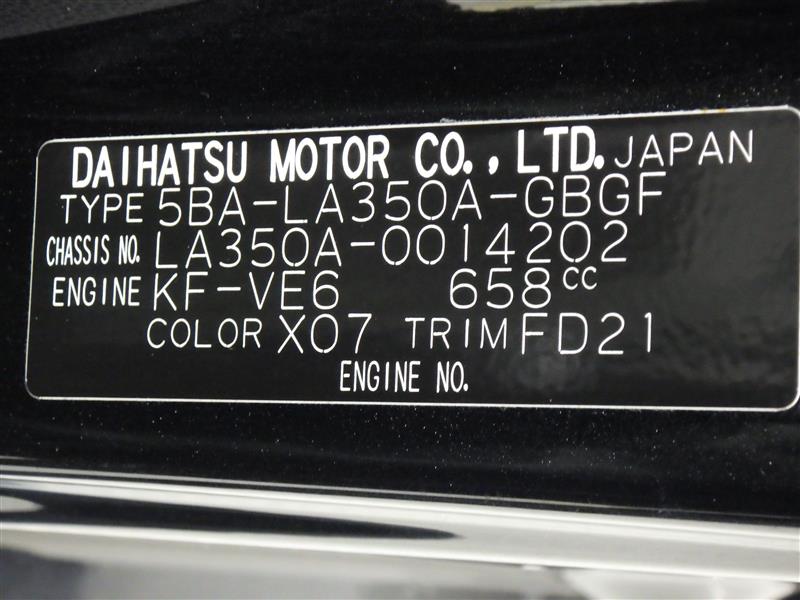 DAIHATSU MOTOR CO., LTD. JAPAN
TYPE 5BA-LA350A-GBGF
CHASSIS NO. LA350A-0014202
ENGINE KF-VE6 658cc
COLOR X07 TRIM FD21
ENGINE NO.